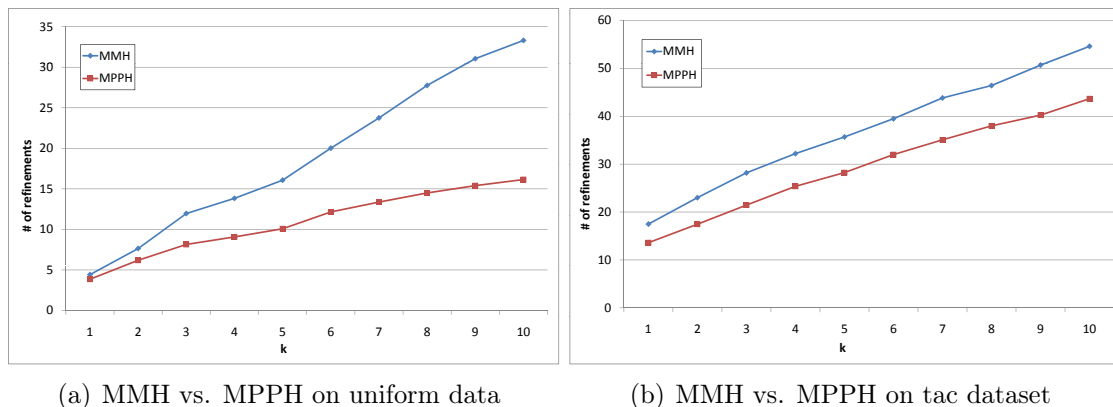 35
30
25
20
15
10
5
0
# of refinements
MMH
MPPH
1 2 3 4 5 6 7 8 9 10
k
(a) MMH vs. MPPH on uniform data
60
50
40
30
20
10
0
# of refinements
MMH
MPPH
1 2 3 4 5 6 7 8 9 10
k
(b) MMH vs. MPPH on tac dataset